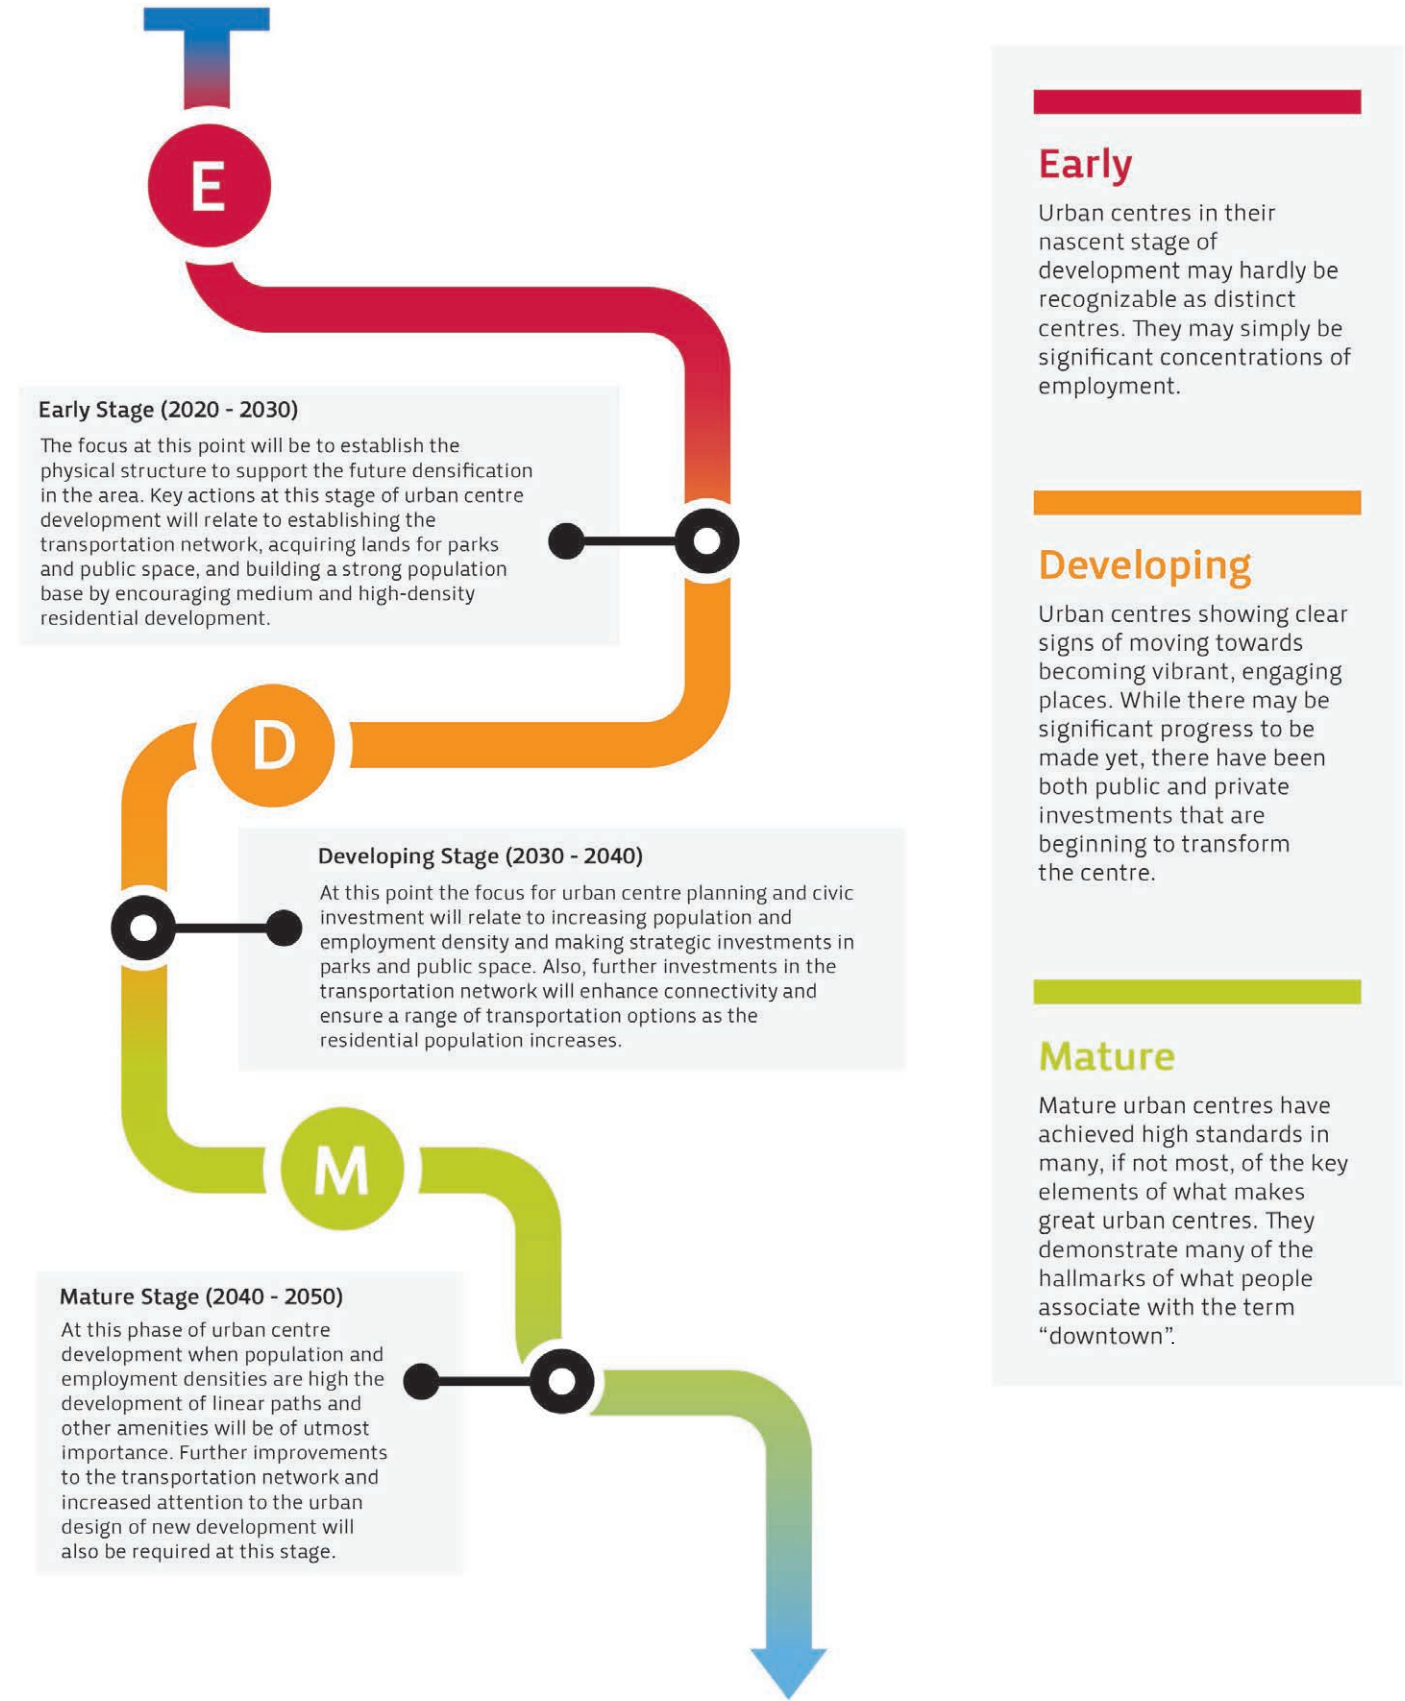 E
Early Stage (2020 - 2030)
The focus at this point will be to establish the
physical structure to support the future densification
in the area. Key actions at this stage of urban centre
development will relate to establishing the
transportation network, acquiring lands for parks
and public space, and building a strong population
base by encouraging medium and high-density
residential development.
D
Developing Stage (2030 - 2040)
At this point the focus for urban centre planning and civic
investment will relate to increasing population and
employment density and making strategic investments in
parks and public space. Also, further investments in the
transportation network will enhance connectivity and
ensure a range of transportation options as the
residential population increases.
M
Mature Stage (2040 - 2050)
At this phase of urban centre
development when population and
employment densities are high the
development of linear paths and
other amenities will be of utmost
importance. Further improvements
to the transportation network and
increased attention to the urban
design of new development will
also be required at this stage.
Early
Urban centres in their
nascent stage of
development may hardly be
recognizable as distinct
centres. They may simply be
significant concentrations of
employment.
Developing
Urban centres showing clear
signs of moving towards
becoming vibrant, engaging
places. While there may be
significant progress to be
made yet, there have been
both public and private
investments that are
beginning to transform
the centre.
Mature
Mature urban centres have
achieved high standards in
many, if not most, of the key
elements of what makes
great urban centres. They
demonstrate many of the
hallmarks of what people
associate with the term
“downtown”.